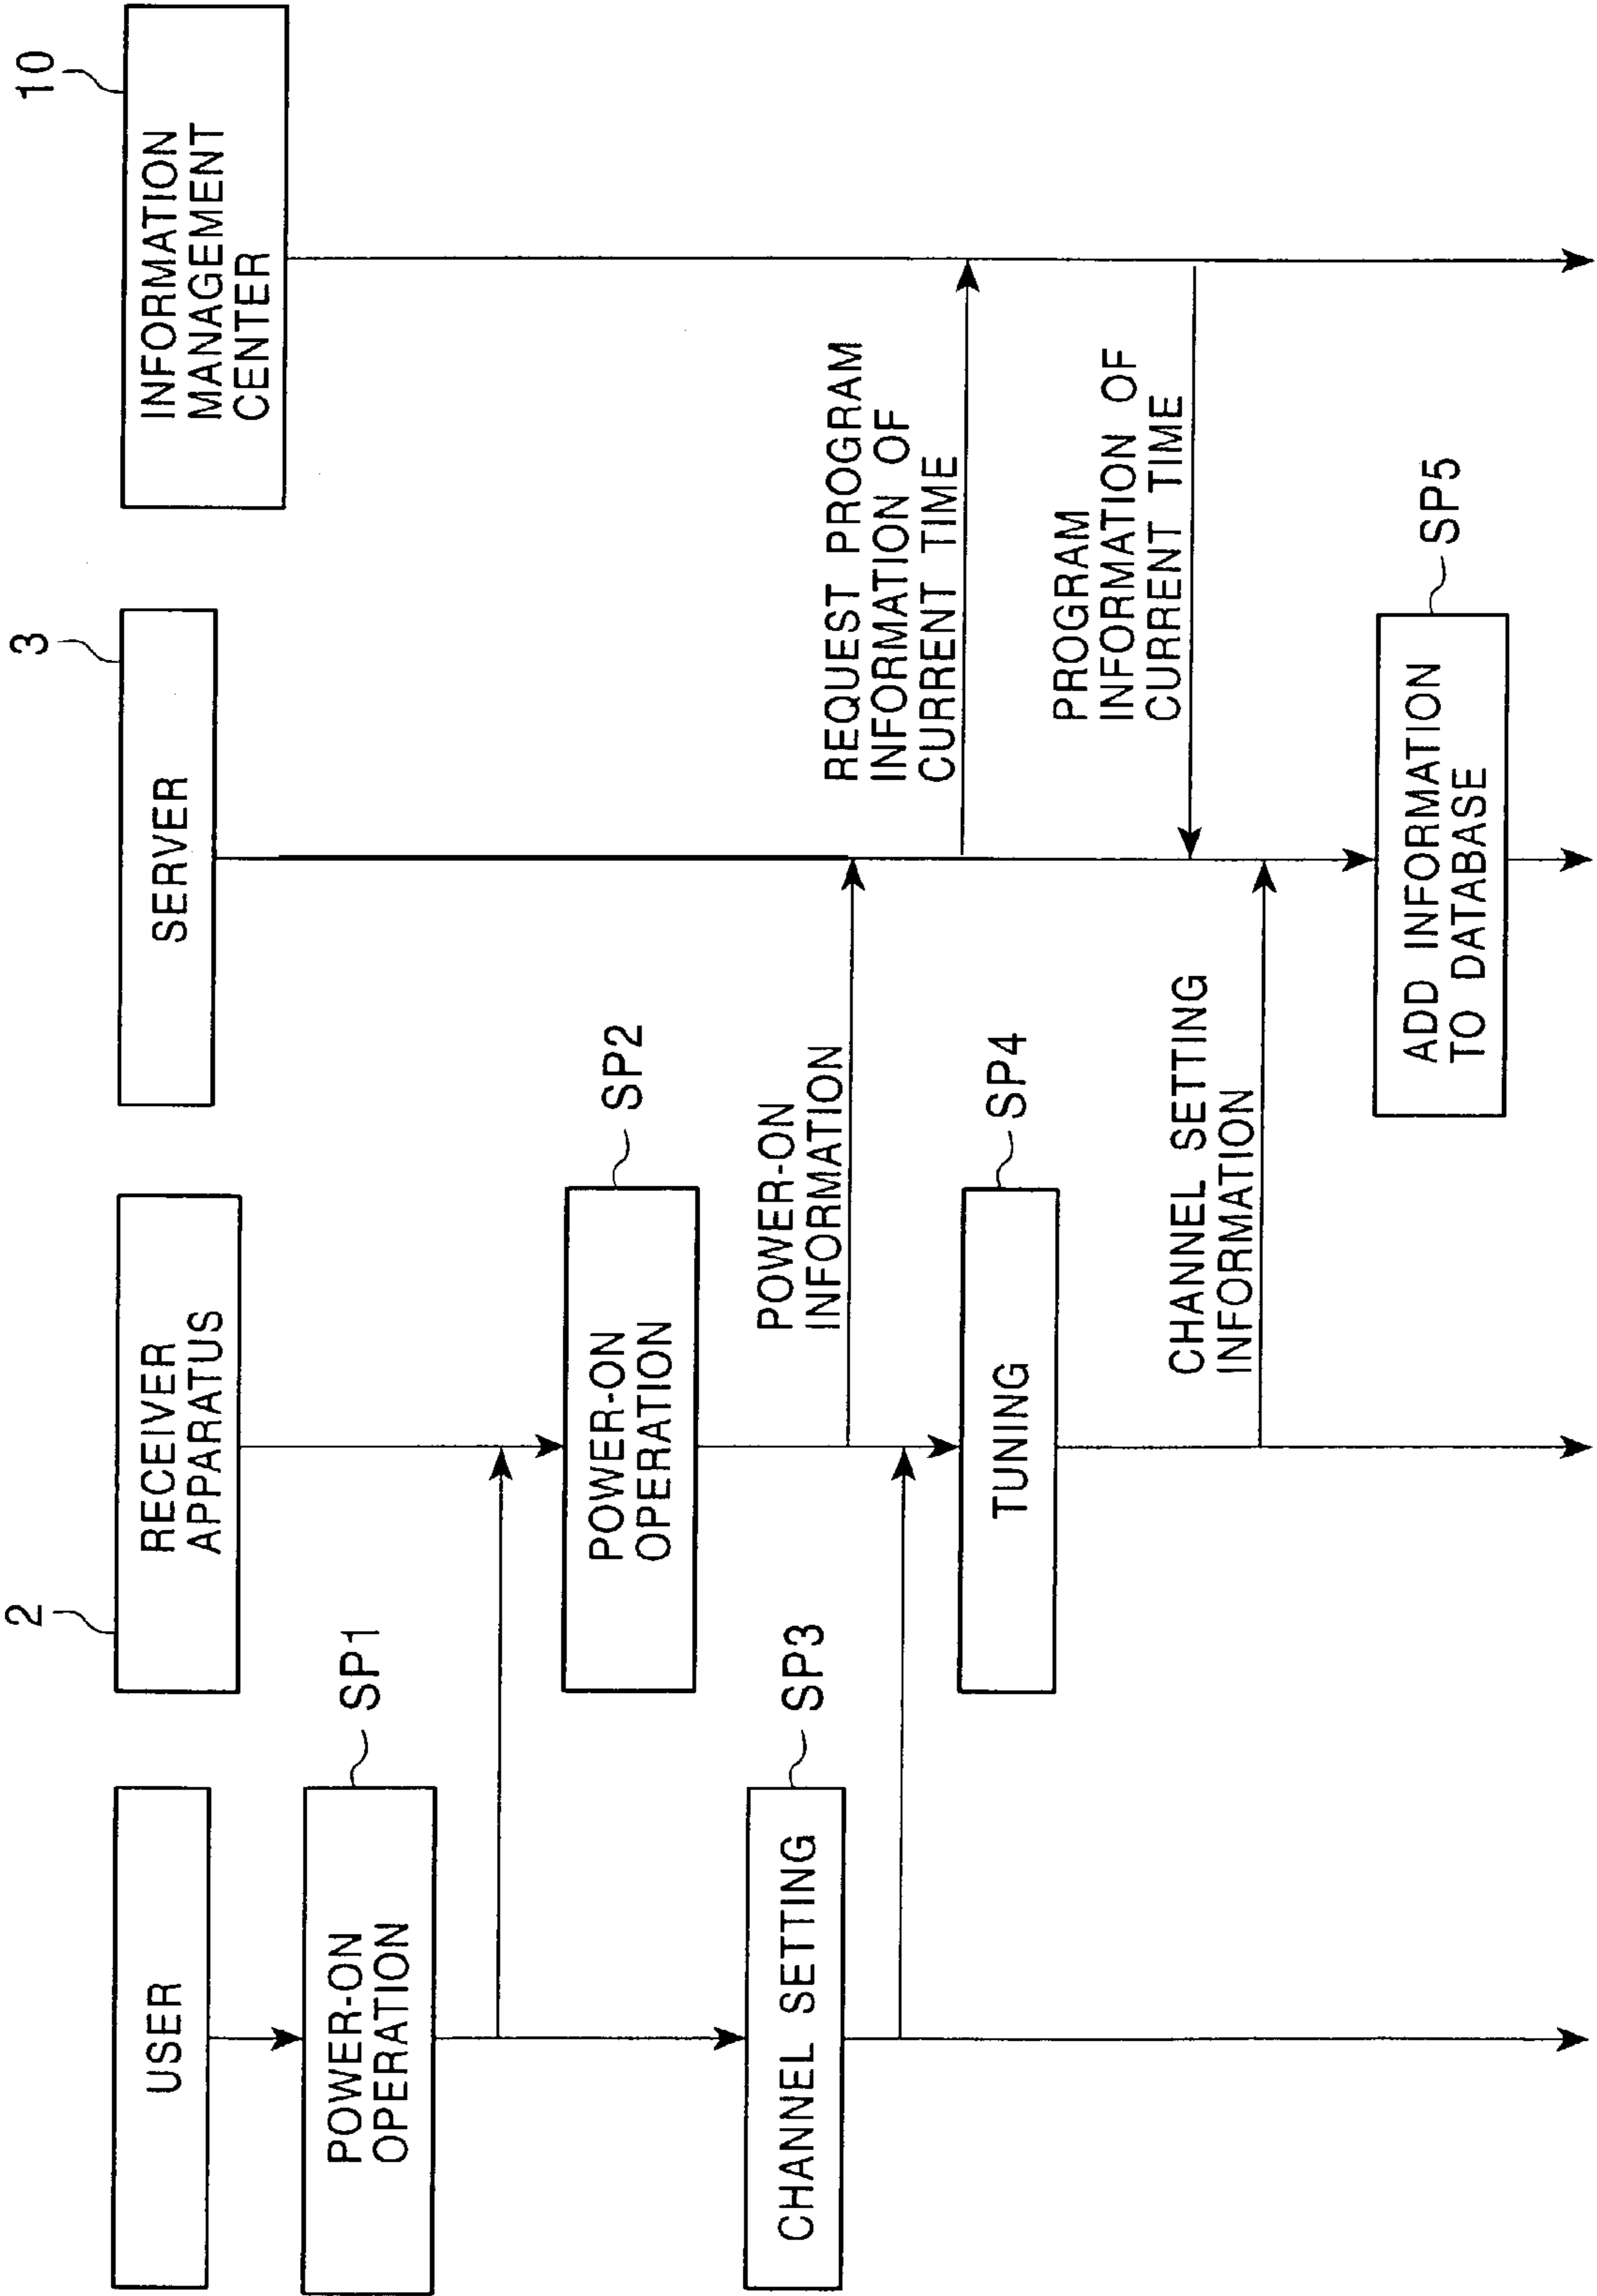 USER
2
RECEIVER
APPARATUS
3
SERVER
10
INFORMATION
MANAGEMENT
CENTER
POWER-ON
OPERATION
SP1
POWER-ON
OPERATION
SP2
CHANNEL SETTING
SP3
POWER-ON
INFORMATION
REQUEST PROGRAM
INFORMATION OF
CURRENT TIME
TUNING
SP4
PROGRAM
INFORMATION OF
CURRENT TIME
CHANNEL SETTING
INFORMATION
ADD INFORMATION
TO DATABASE
SP5